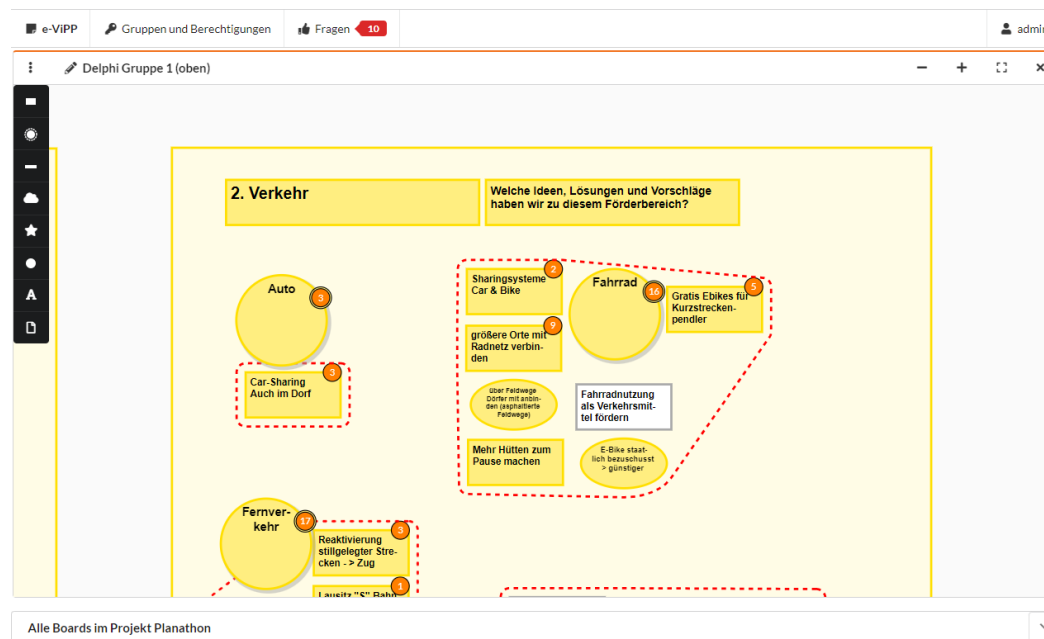 e-ViPP
Gruppen und Berechtigungen
Fragen 10
admin
Delphi Gruppe 1 (oben)
2. Verkehr
Welche Ideen, Lösungen und Vorschläge
haben wir zu diesem Förderbereich?
Auto
3
Car-Sharing
Auch im Dorf
3
Sharingsysteme
Car & Bike
2
größere Orte mit
Radnetz verbin-
den
9
Fahrrad
16
Gratis Ebikes für
Kurzstrecken-
pendler
5
über Feldwege
Dörfer mit anbin-
den (asphaltierte
Feldwege)
Fahrradnutzung
als Verkehrsmit-
tel fördern
Mehr Hütten zum
Pause machen
E-Bike staat-
lich bezuschusst
> günstiger
Fernver-
kehr
17
Reaktivierung
stillgelegter Stre-
cken - > Zug
3
Lausitz "S" Bahn
1
A
Alle Boards im Projekt Planathon